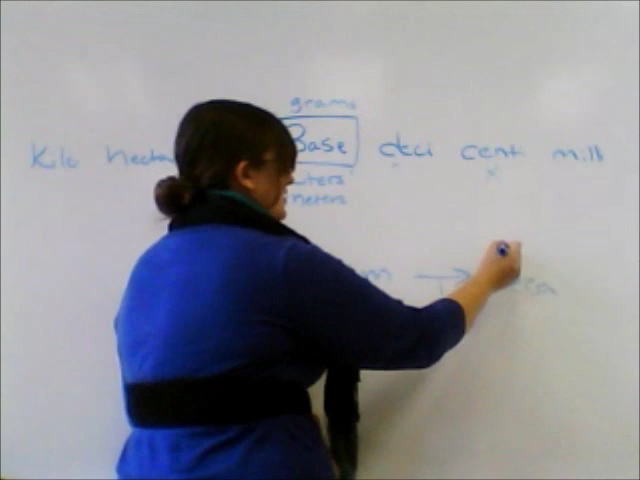 grams
Kilo hecta Base deci centi milli
liters
meters
m →